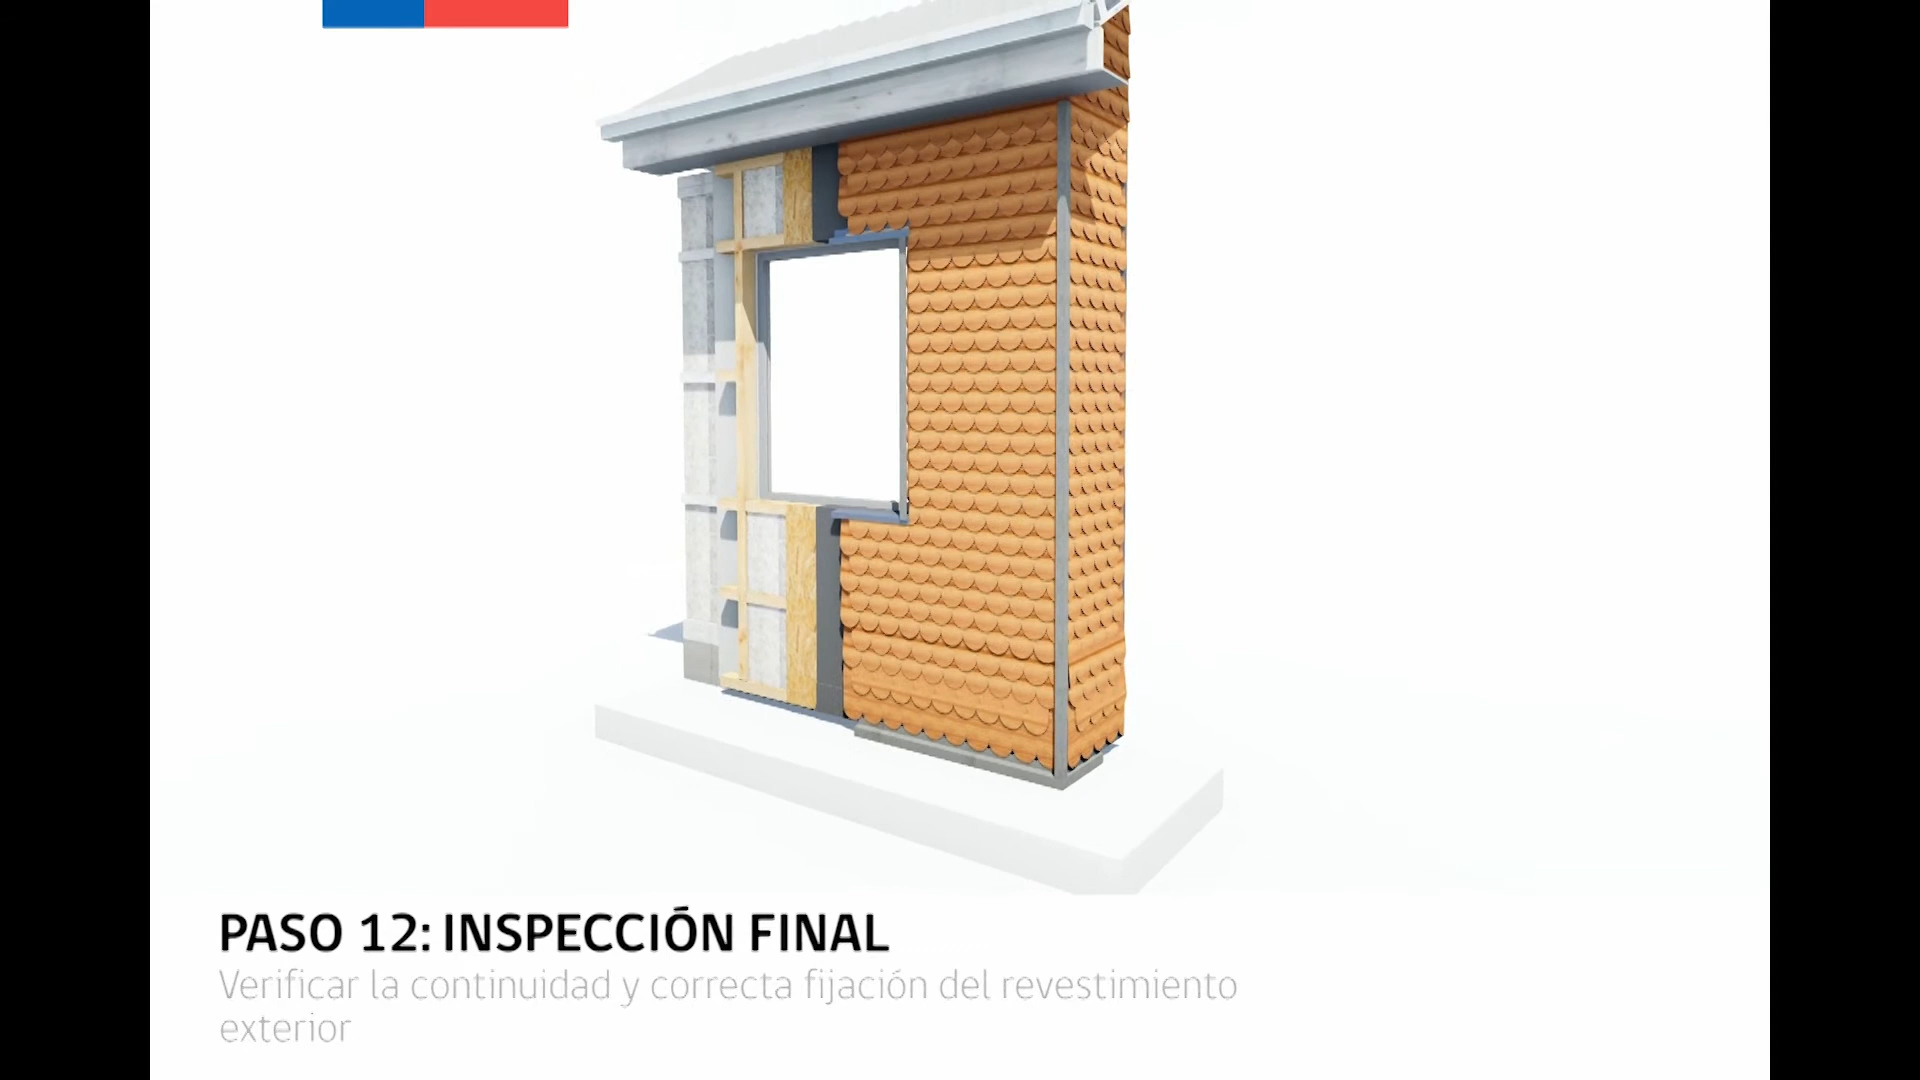 PASO 12: INSPECCIÓN FINAL
Verificar la continuidad y correcta fijación del revestimiento
exterior